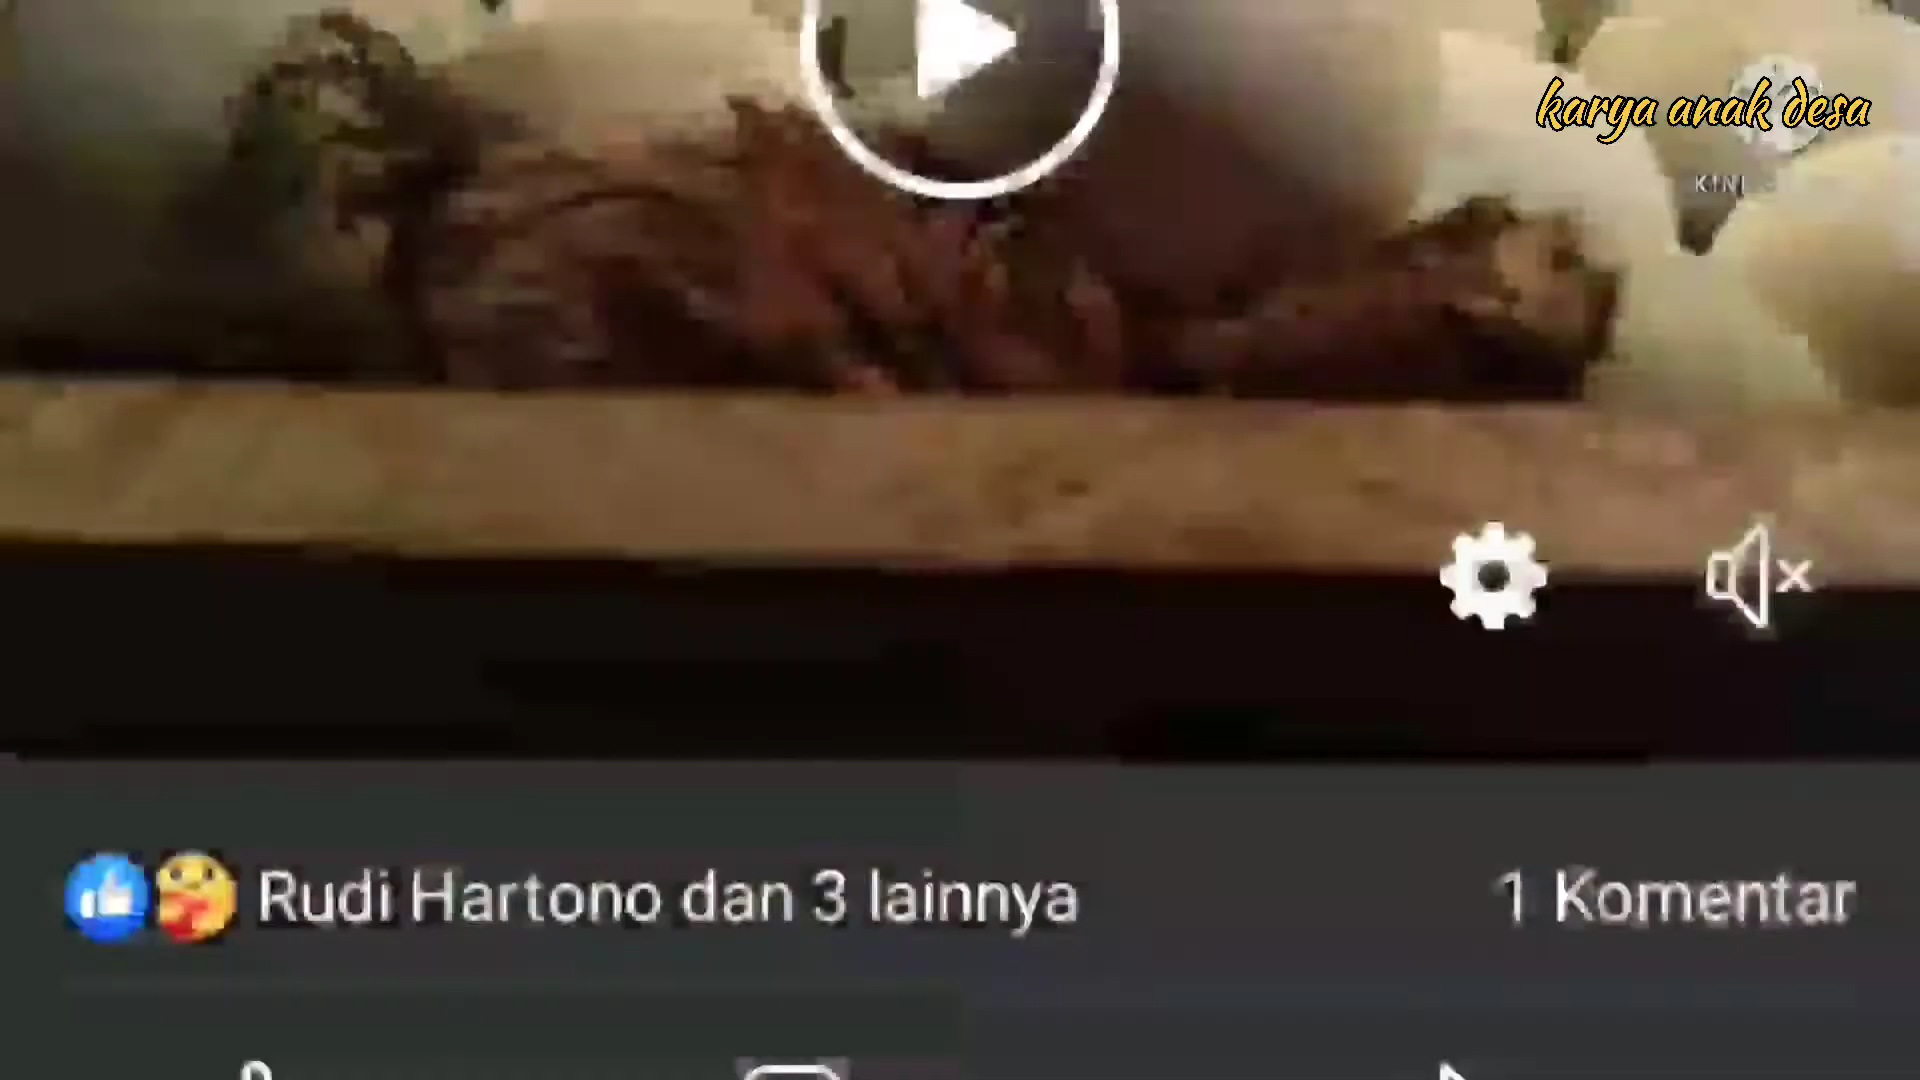 karya anak desa
Rudi Hartono dan 3 lainnya
1 Komentar